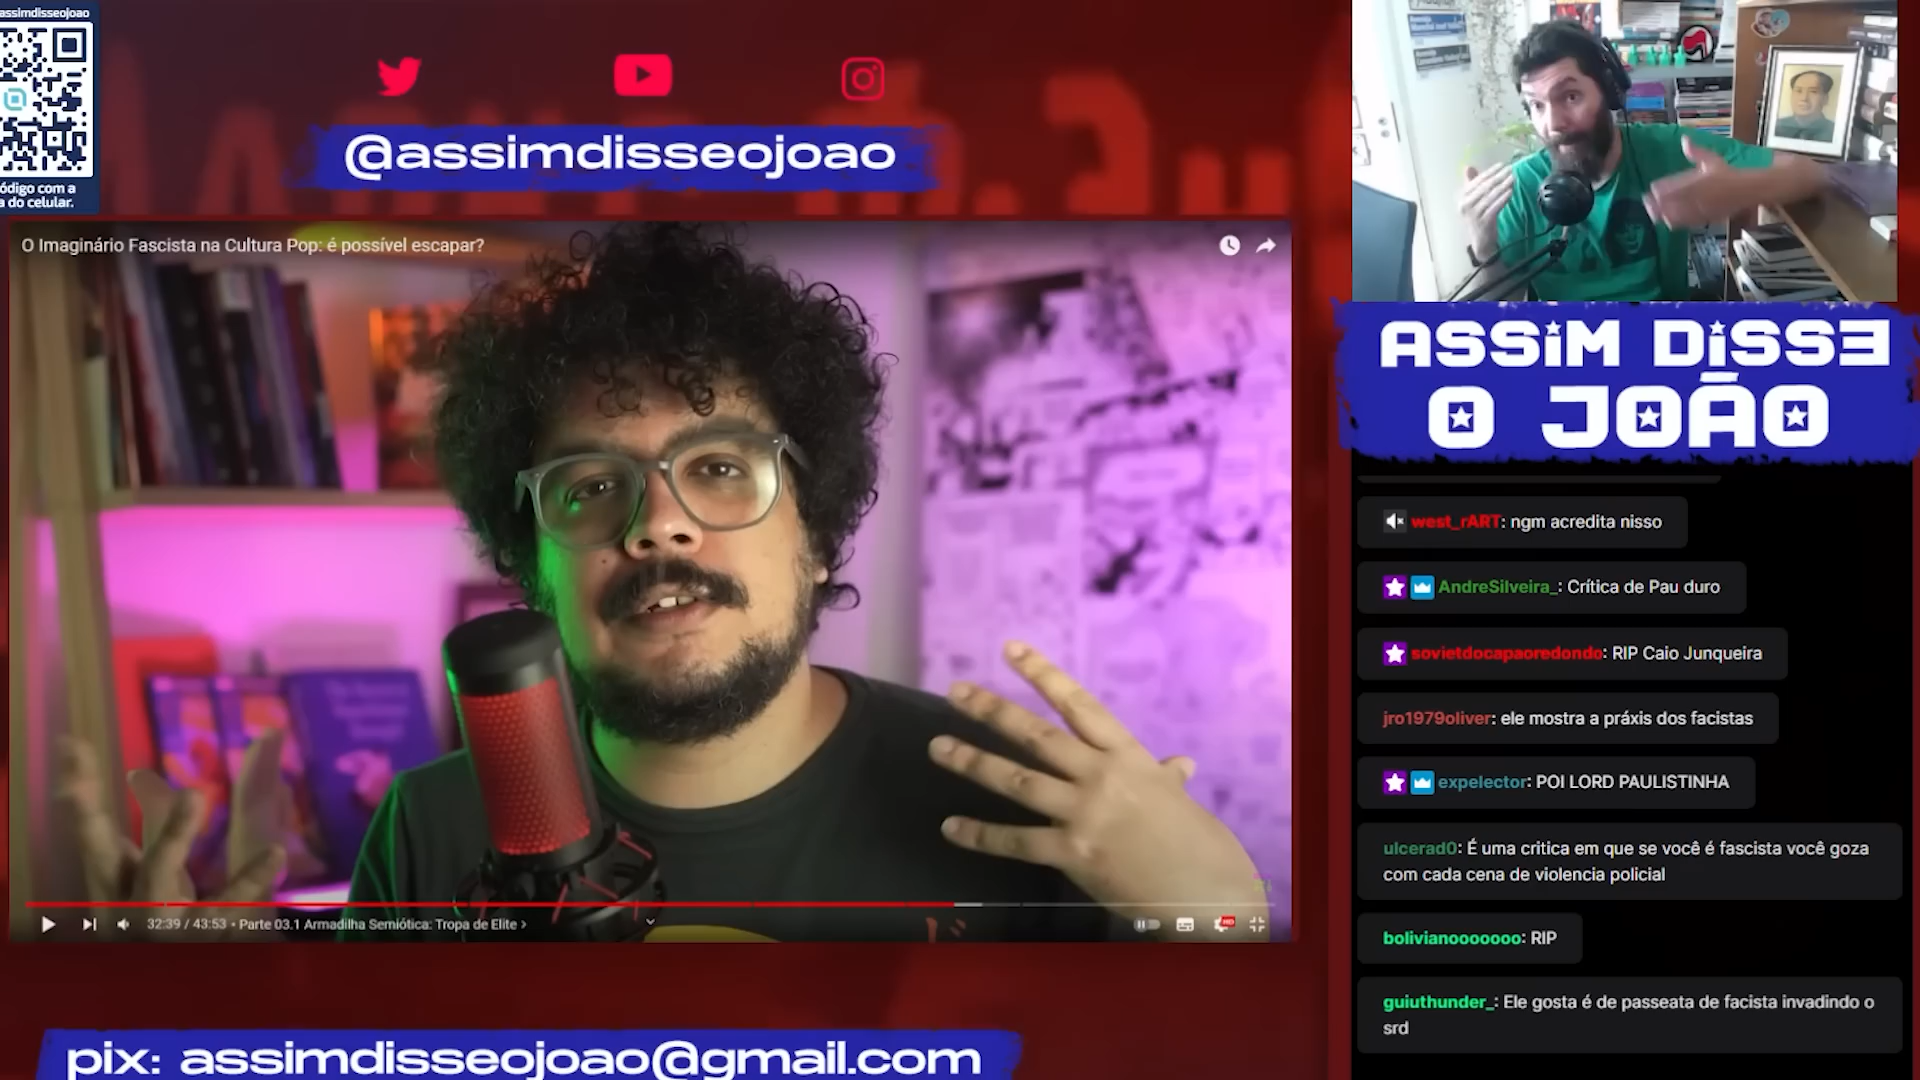 assimdisseojoao
ódigo com a
a do celular.
@assimdisseojoao
O Imaginário Fascista na Cultura Pop: é possível escapar?
32:39 / 43:53 • Parte 03.1 Armadilha Semiótica: Tropa de Elite >
pix: assimdisseojoao@gmail.com
ASSiM DiSSE
O JOÃO
west_rART: ngm acredita nisso
AndreSilveira_: Crítica de Pau duro
sovietdocapaoredondo: RIP Caio Junqueira
jro1979oliver: ele mostra a práxis dos fascistas
expelector: POI LORD PAULISTINHA
ulcerad0: É uma critica em que se você é fascista você goza
com cada cena de violencia policial
bolivianooooooo: RIP
guiuthunder_: Ele gosta é de passeata de facista invadindo o
srd